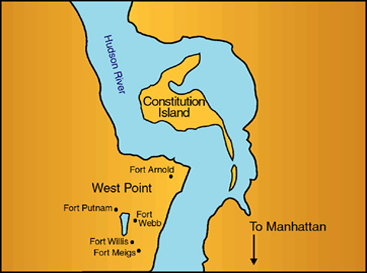 Hudson River
Constitution
Island
Fort Arnold
West Point
Fort Putnam
Fort
Webb
Fort Willis
Fort Meigs
To Manhattan